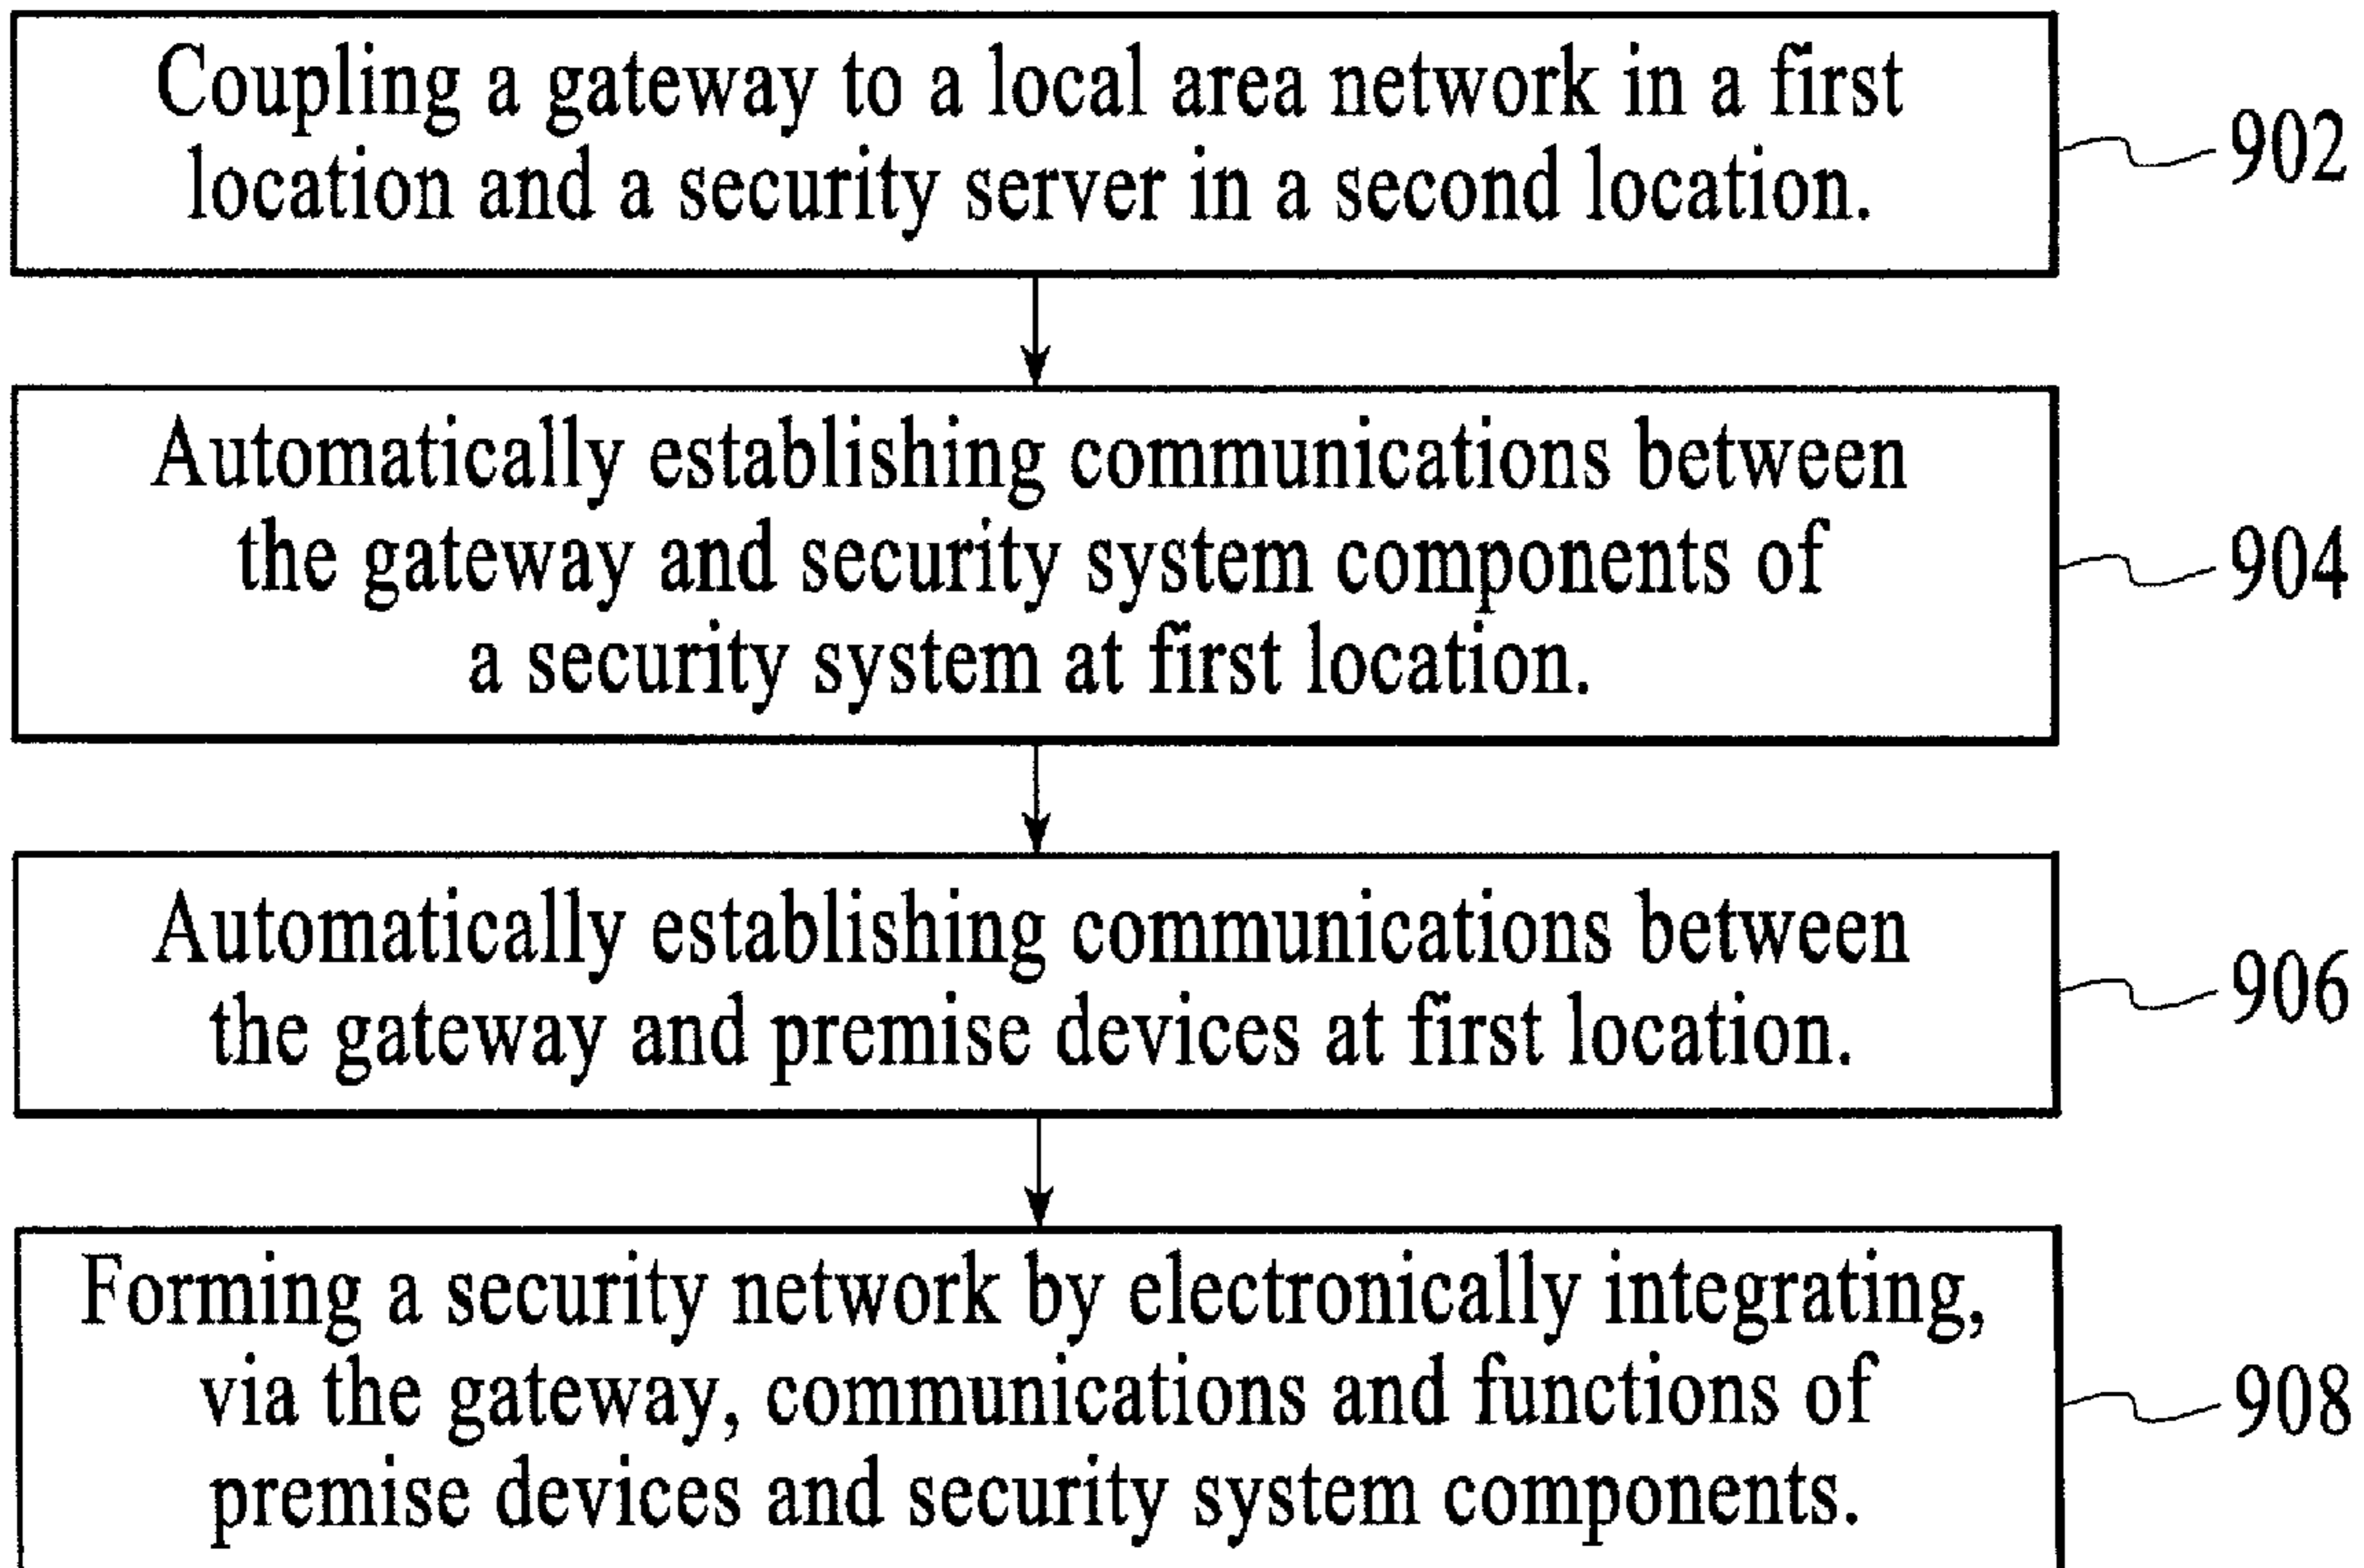 Coupling a gateway to a local area network in a first
location and a security server in a second location.
902
Automatically establishing communications between
the gateway and security system components of
a security system at first location.
904
Automatically establishing communications between
the gateway and premise devices at first location.
906
Forming a security network by electronically integrating,
via the gateway, communications and functions of
premise devices and security system components.
908